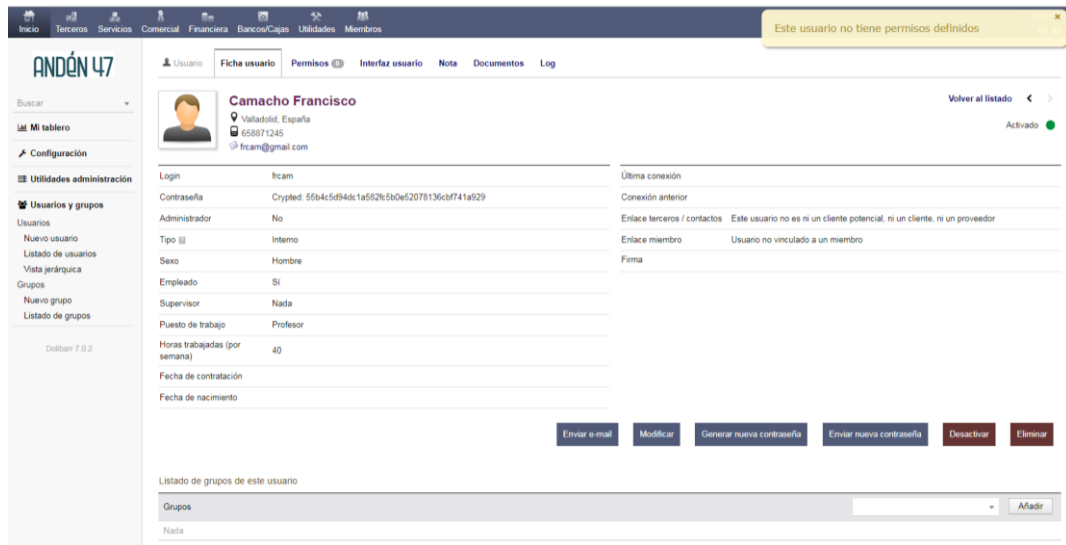 Inicio Terceros Servicios Comercial Financiera Bancos/Cajas Utilidades Miembros
Este usuario no tiene permisos definidos
ANDÉN 47
Usuario Ficha usuario Permisos 0 Interfaz usuario Nota Documentos Log
Buscar
Mi tablero
Configuración
Utilidades administración
Usuarios y grupos
Usuarios
Nuevo usuario
Listado de usuarios
Vista jerárquica
Grupos
Nuevo grupo
Listado de grupos
Dolibarr 7.0.2
Camacho Francisco
Valladolid, España
658871245
frcam@gmail.com
Volver al listado
Activado
Login frcam
Contraseña Crypted: 55b4c5d94dc1a582fc5b0e52078136cbf741a929
Administrador No
Tipo Interno
Sexo Hombre
Empleado Sí
Supervisor Nada
Puesto de trabajo Profesor
Horas trabajadas (por
semana) 40
Fecha de contratación
Fecha de nacimiento
Última conexión
Conexión anterior
Enlace terceros / contactos Este usuario no es ni un cliente potencial, ni un cliente, ni un proveedor
Enlace miembro Usuario no vinculado a un miembro
Firma
Enviar e-mail Modificar Generar nueva contraseña Enviar nueva contraseña Desactivar Eliminar
Listado de grupos de este usuario
Grupos Añadir
Nada